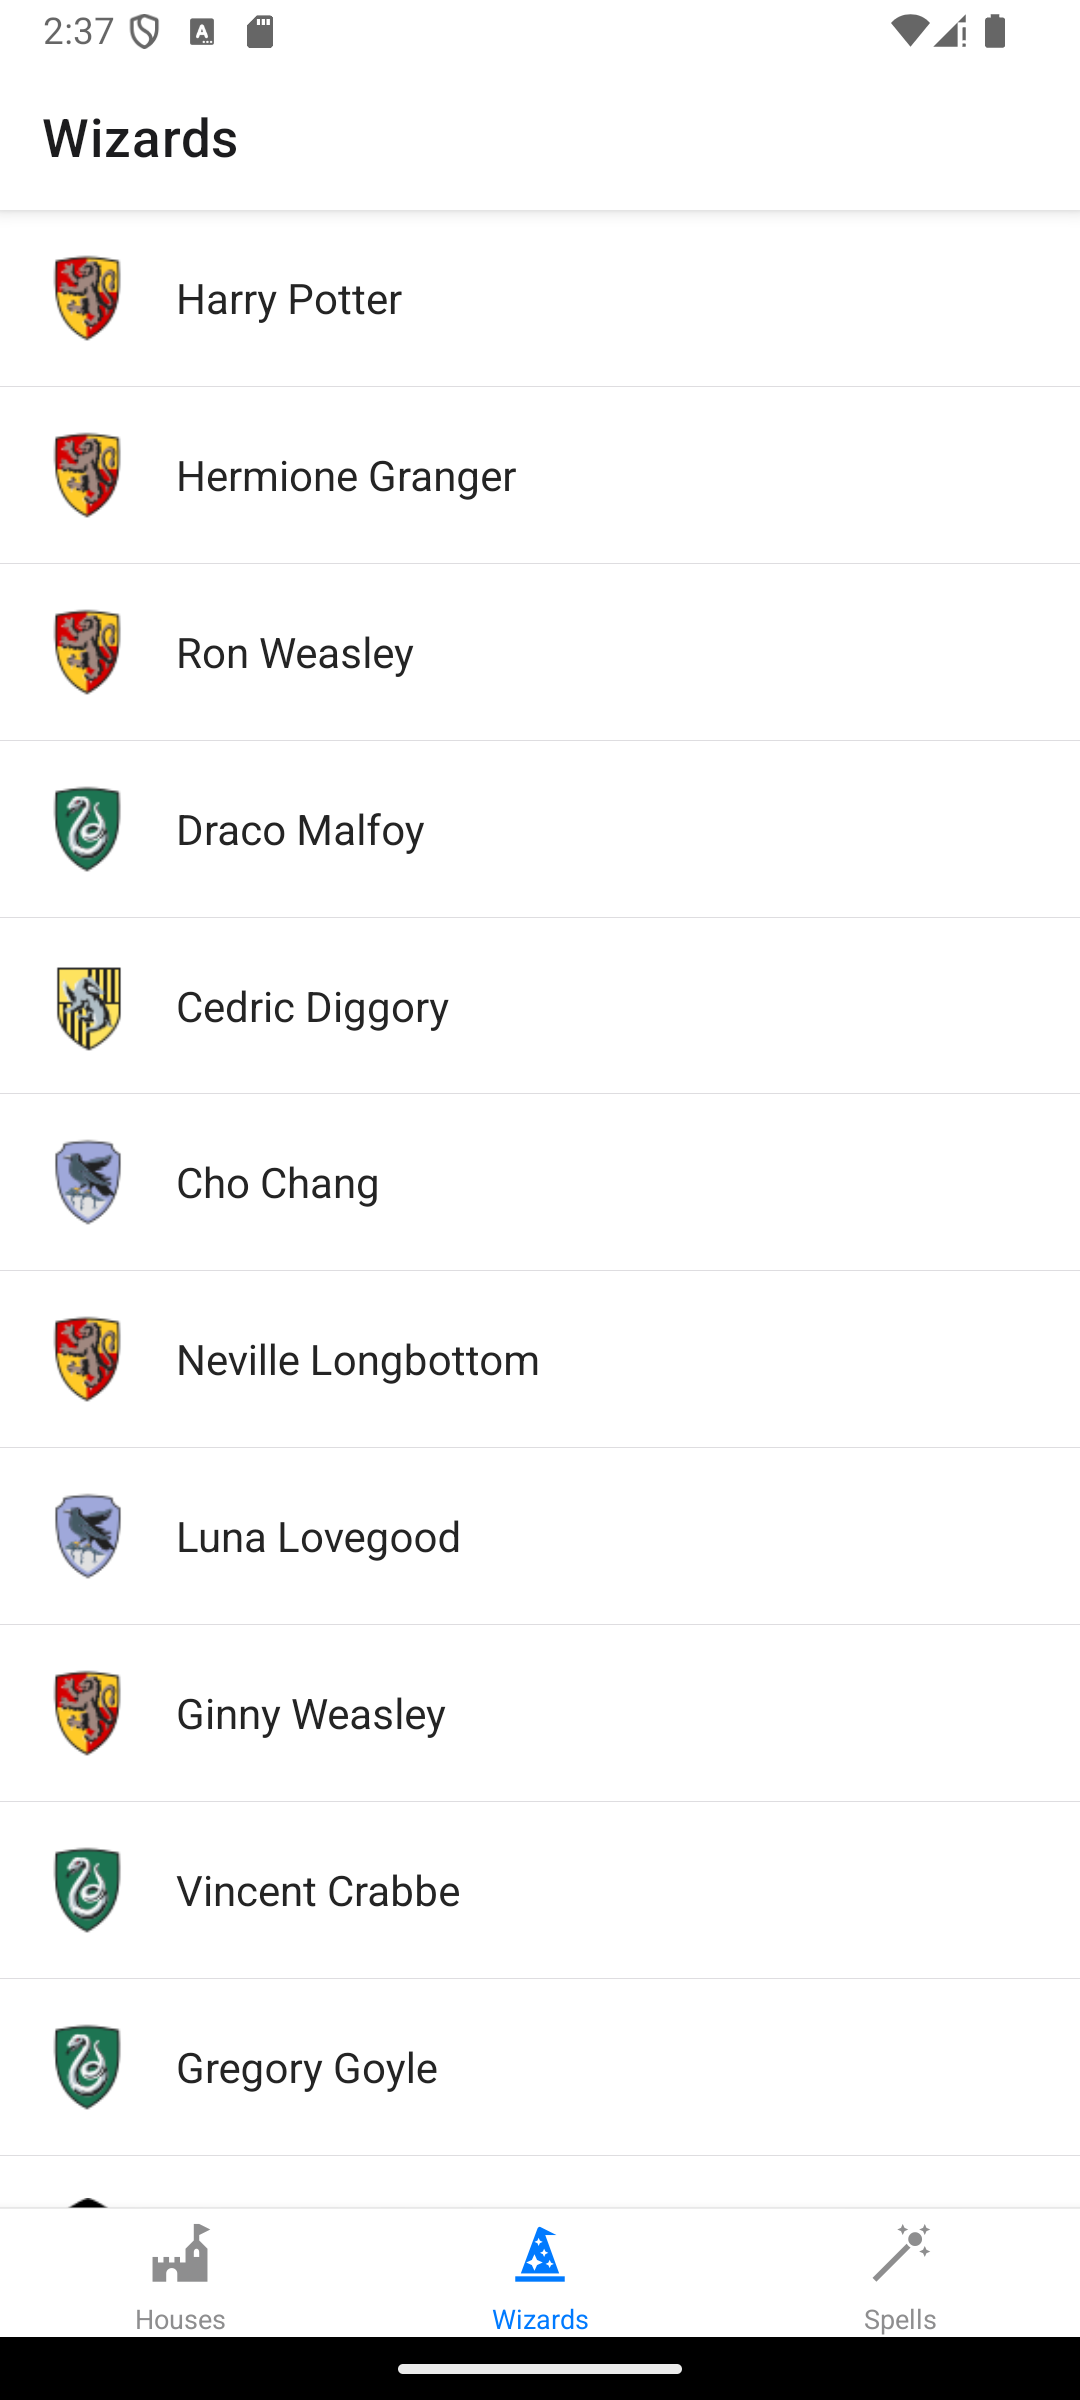 2:37
Wizards
Harry Potter
Hermione Granger
Ron Weasley
Draco Malfoy
Cedric Diggory
Cho Chang
Neville Longbottom
Luna Lovegood
Ginny Weasley
Vincent Crabbe
Gregory Goyle
Houses
Wizards
Spells